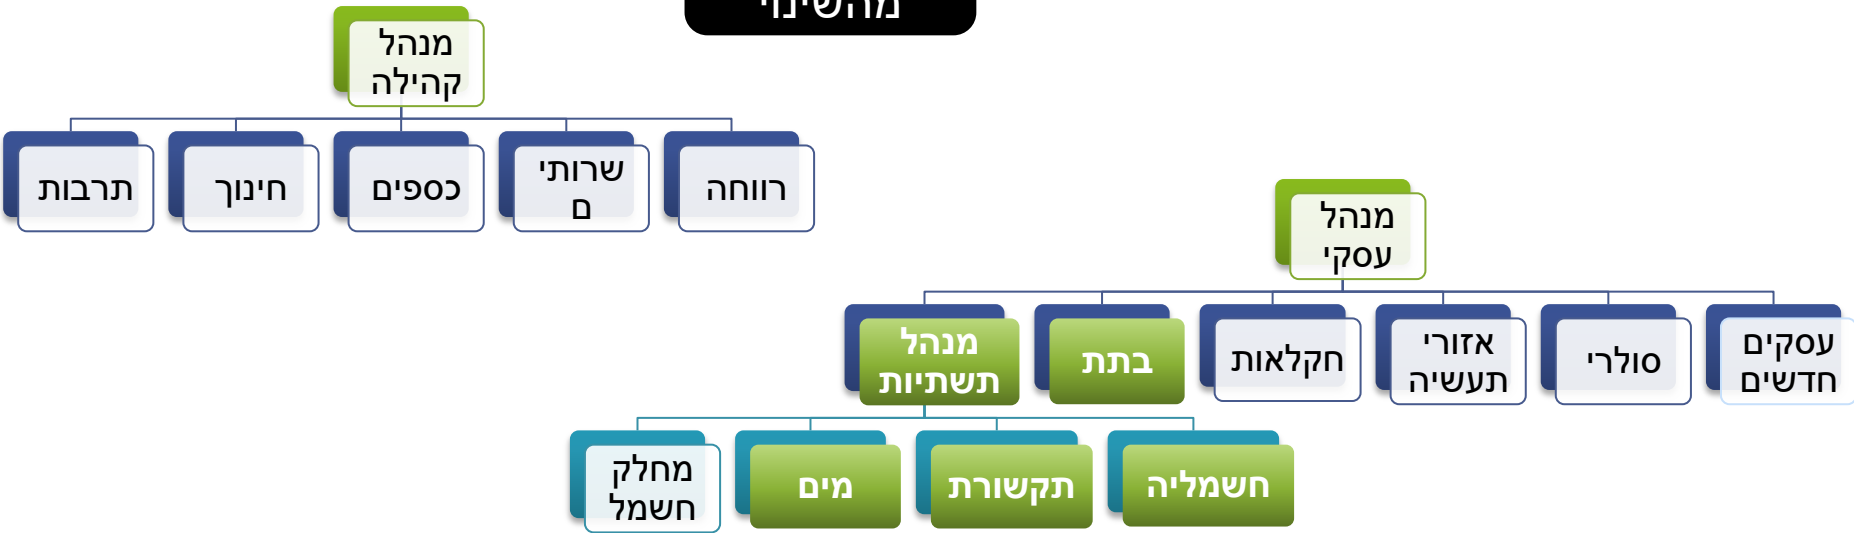 מהשינוי
מנהל
קהילה
רווחה
שרותי
ם
כספים
חינוך
תרבות
מנהל
עסקי
עסקים
חדשים
סולרי
אזורי
תעשיה
חקלאות
בתת
מנהל
תשתיות
חשמליה
תקשורת
מים
מחלק
חשמל